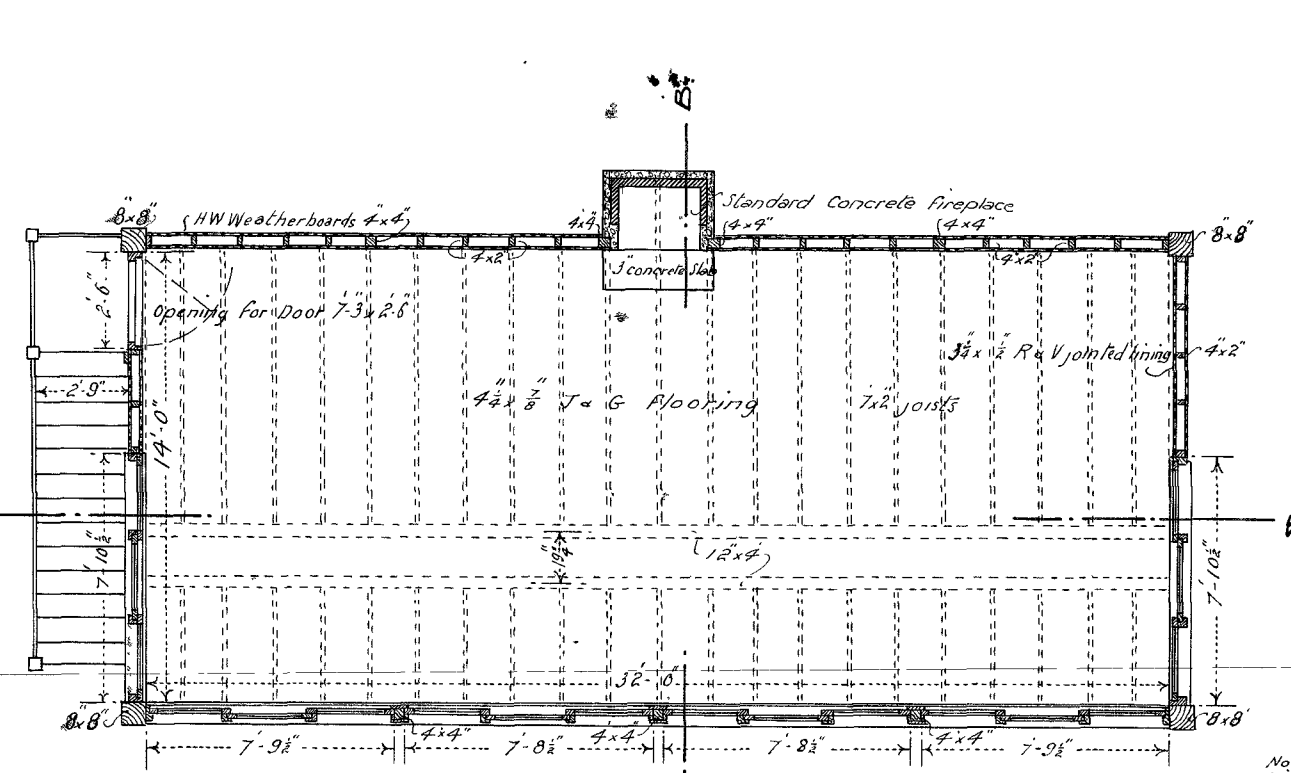 B.
Standard Concrete Fireplace
8"x8"
HW Weatherboards 4"x4"
4"x4"
4"x4"
4"x4"
8"x8"
4"x2"
3" concrete slab
4"x2"
2'-6"
Opening for Door 7'-3"x2'-6"
3¼"x ½" R & V jointed lining
4"x2"
2'-9"
4¼"x ⅞" T & G Flooring
7"x2" joists
14'-0"
7'-10½"
12"x4"
7'-10½"
32'-0"
8"x8"
4"x4"
4"x4"
4"x4"
8"x8"
7'-9½"
7'-8½"
7'-8½"
7'-9½"